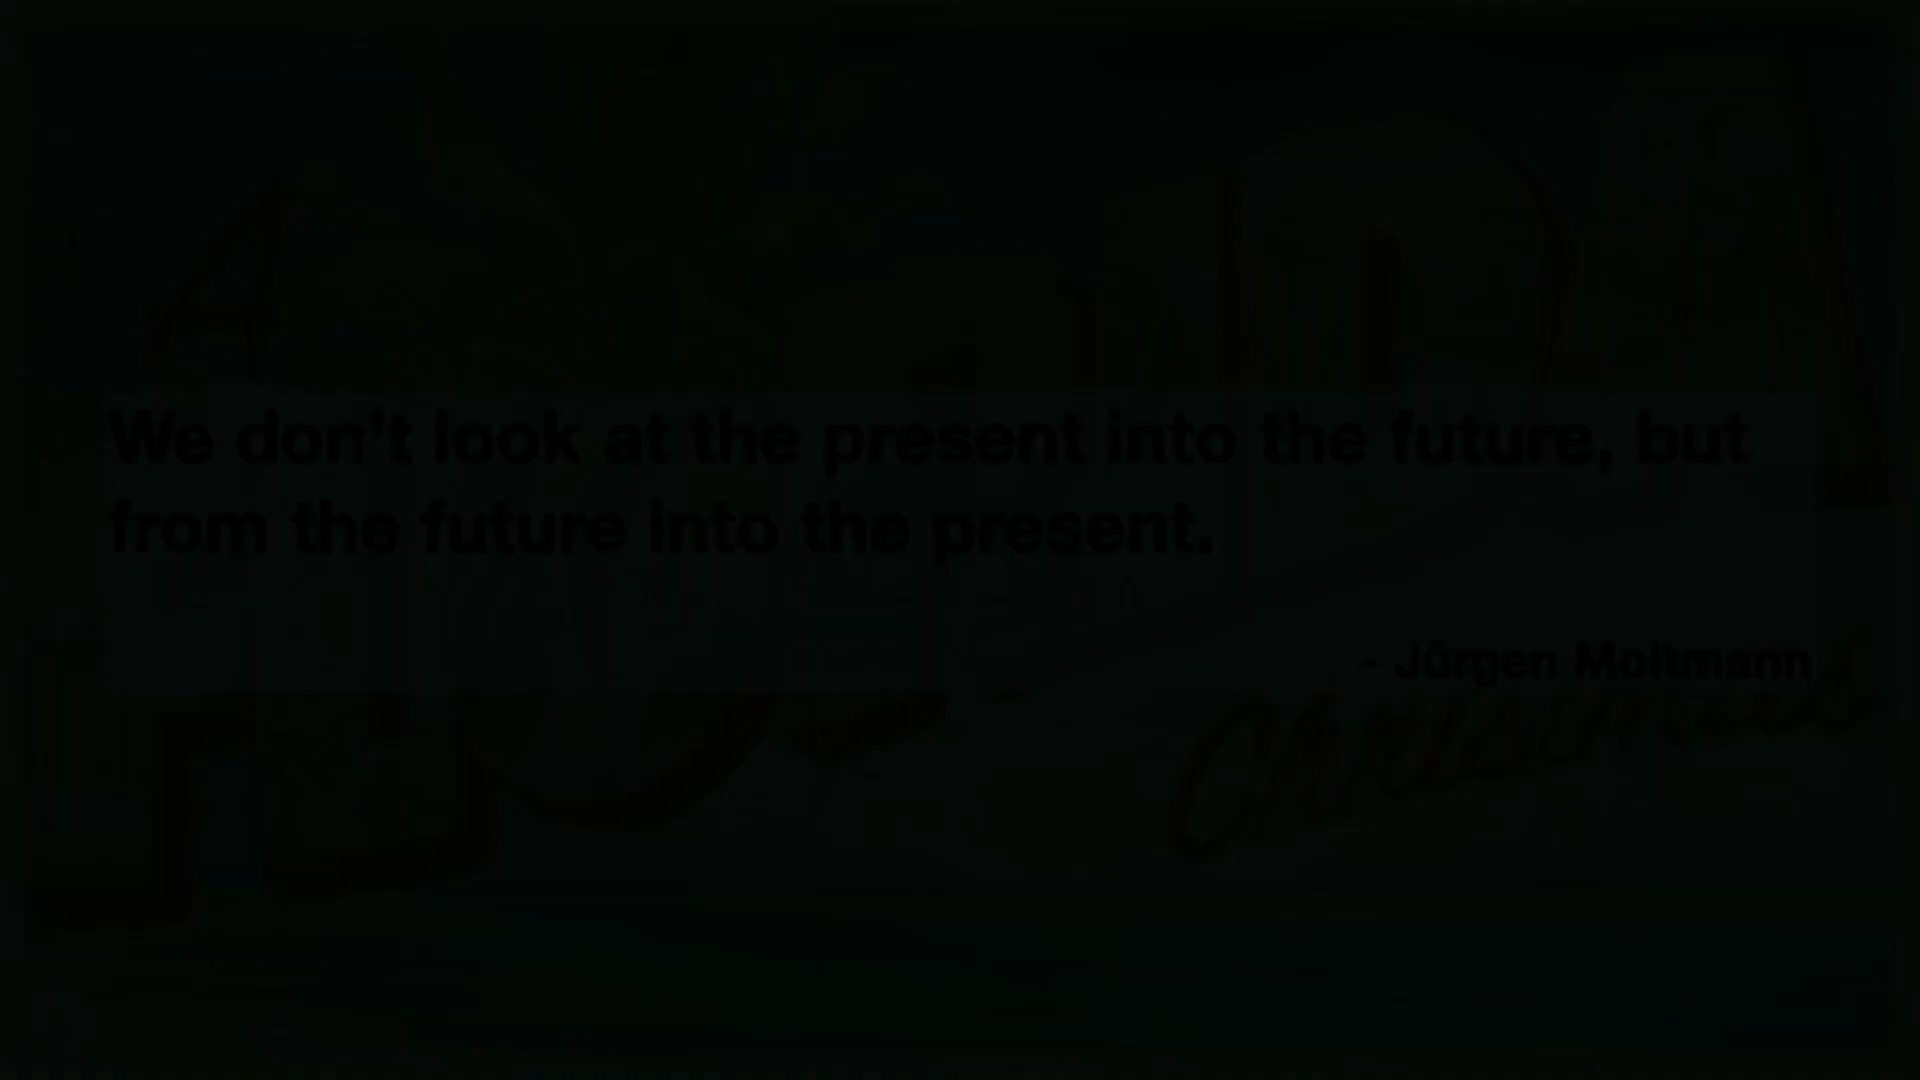 We don't look at the present into the future, but
from the future into the present.
- Jürgen Moltmann